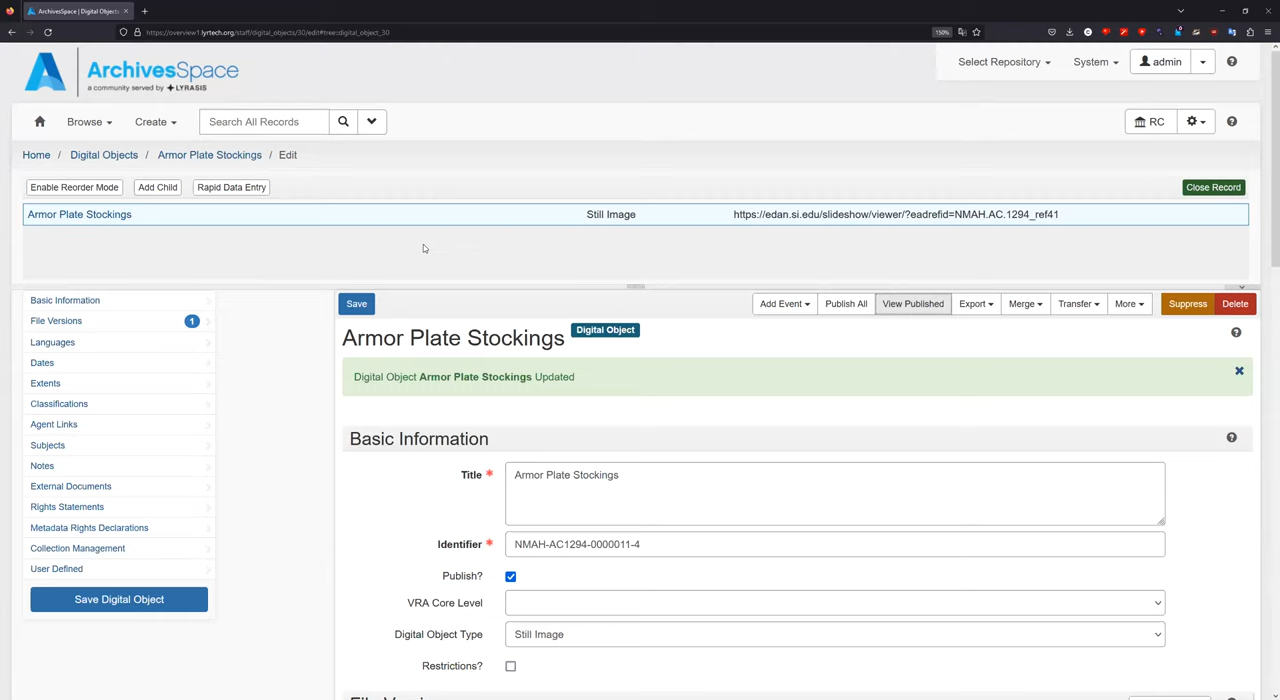 ArchivesSpace | Digital Objects
https://overview1.lyrtech.org/staff/digital_objects/30/edit#tree::digital_object_30
150%
ArchivesSpace
a community served by LYRASIS
Select Repository
System
admin
Browse
Create
Search All Records
RC
Home / Digital Objects / Armor Plate Stockings / Edit
Enable Reorder Mode
Add Child
Rapid Data Entry
Close Record
Armor Plate Stockings
Still Image
https://edan.si.edu/slideshow/viewer/?eadrefid=NMAH.AC.1294_ref41
Basic Information
File Versions
1
Languages
Dates
Extents
Classifications
Agent Links
Subjects
Notes
External Documents
Rights Statements
Metadata Rights Declarations
Collection Management
User Defined
Save Digital Object
Save
Add Event
Publish All
View Published
Export
Merge
Transfer
More
Suppress
Delete
Armor Plate Stockings
Digital Object
Digital Object Armor Plate Stockings Updated
Basic Information
Title *
Armor Plate Stockings
Identifier *
NMAH-AC1294-0000011-4
Publish?
VRA Core Level
Digital Object Type
Still Image
Restrictions?